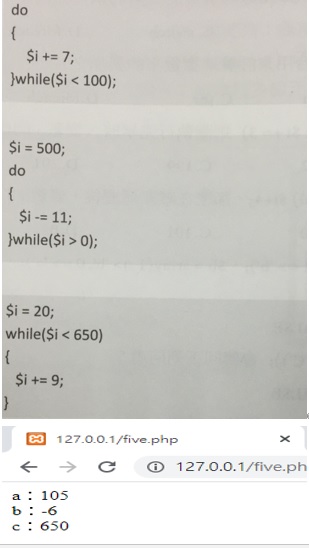 do
{
$i += 7;
}while($i < 100);
$i = 500;
do
{
$i -= 11;
}while($i > 0);
$i = 20;
while($i < 650)
{
$i += 9;
}
127.0.0.1/five.php ×
127.0.0.1/five.ph
a : 105
b : -6
c : 650